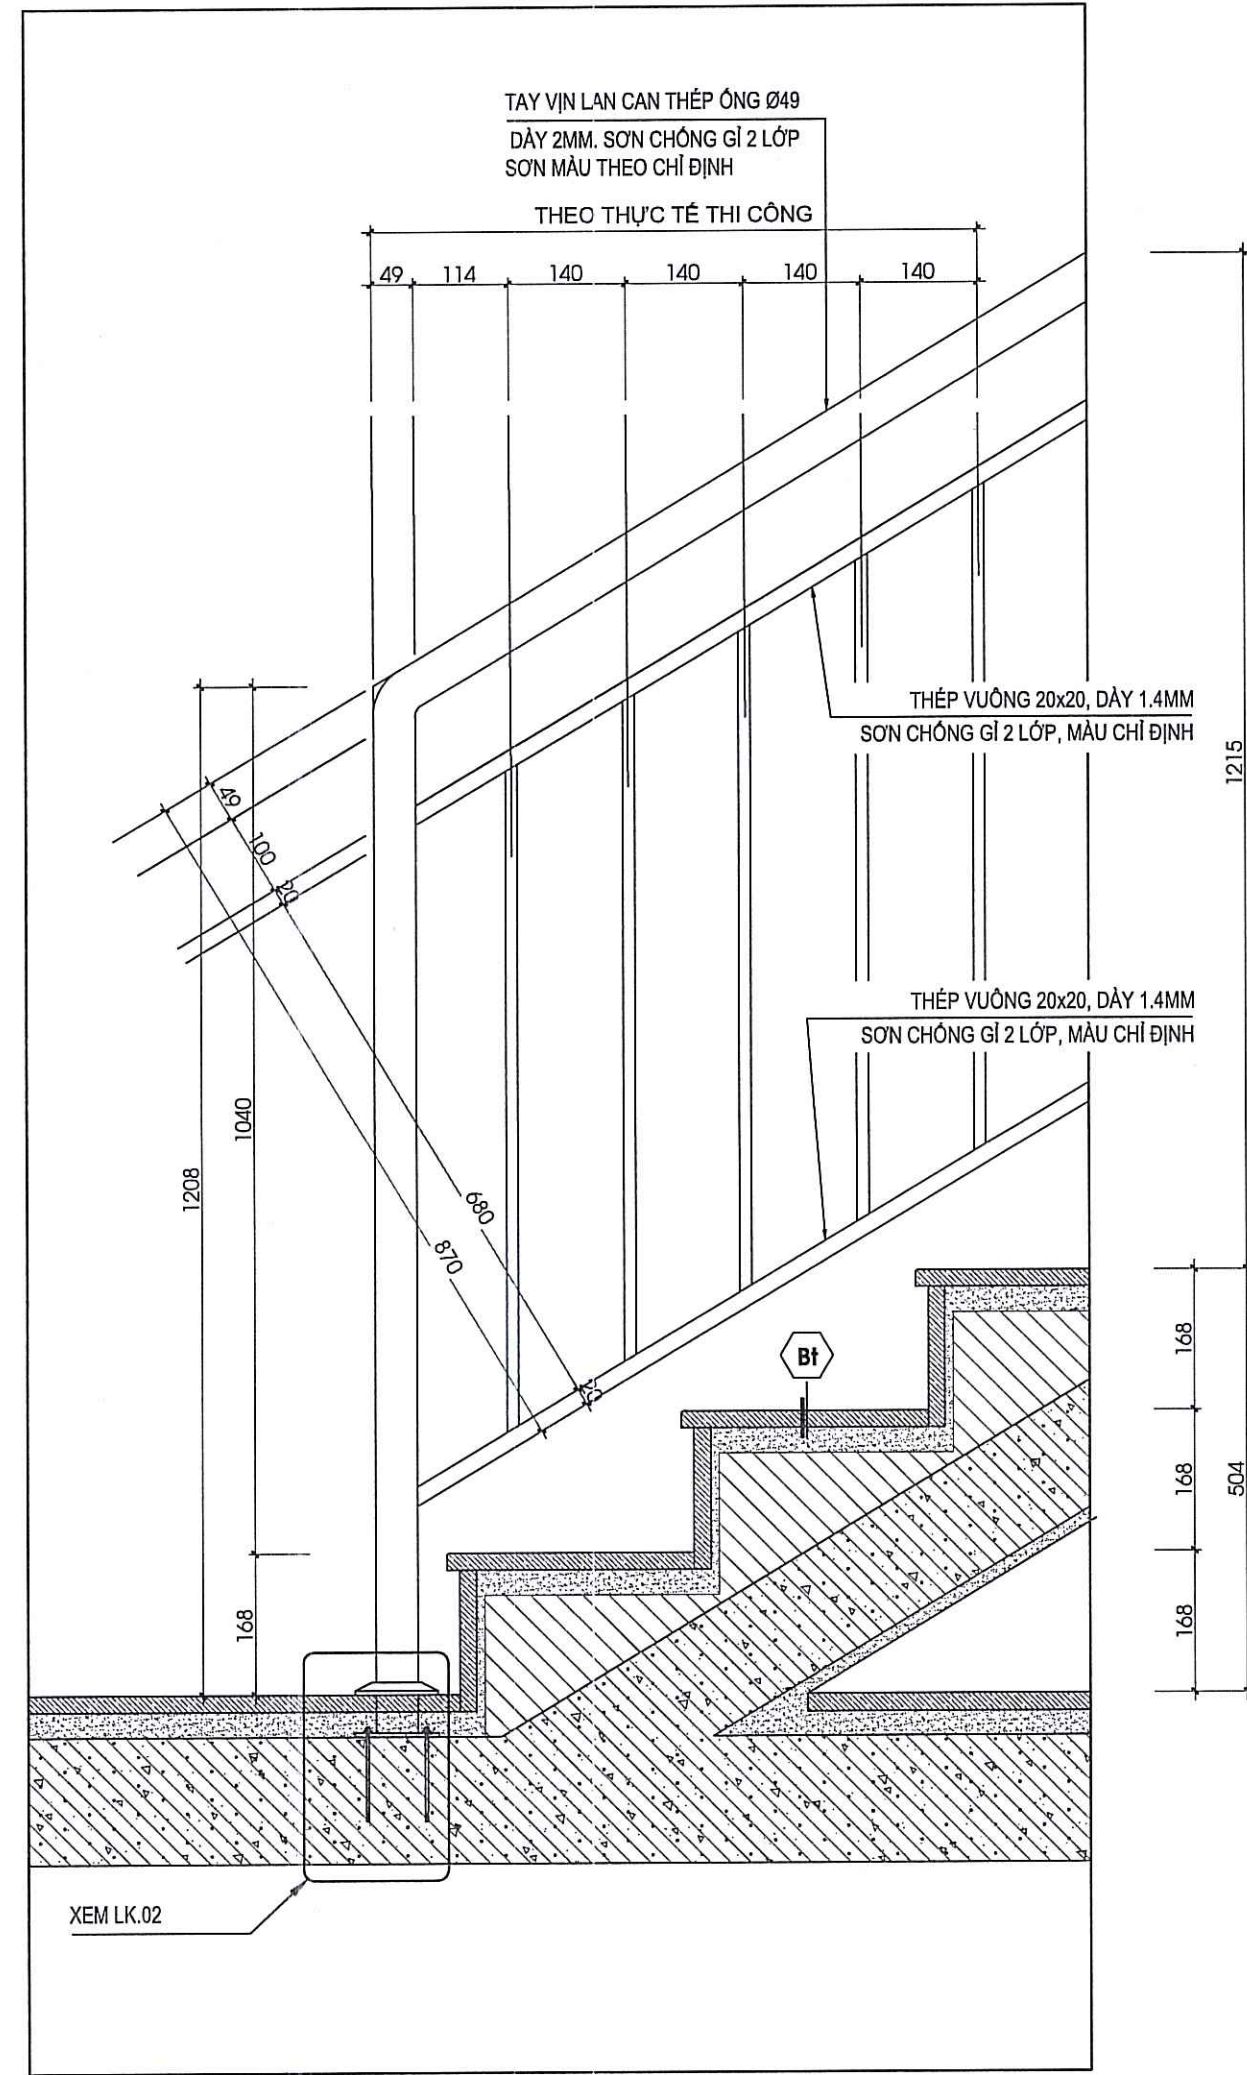 TAY VỊN LAN CAN THÉP ỐNG Ø49
DÀY 2MM. SƠN CHỐNG GỈ 2 LỚP
SƠN MÀU THEO CHỈ ĐỊNH
THEO THỰC TẾ THI CÔNG
49
114
140
140
140
140
THÉP VUÔNG 20x20, DÀY 1.4MM
SƠN CHỐNG GỈ 2 LỚP, MÀU CHỈ ĐỊNH
1215
49
100
20
THÉP VUÔNG 20x20, DÀY 1.4MM
SƠN CHỐNG GỈ 2 LỚP, MÀU CHỈ ĐỊNH
1040
1208
680
870
20
Bt
168
168
504
168
168
XEM LK.02